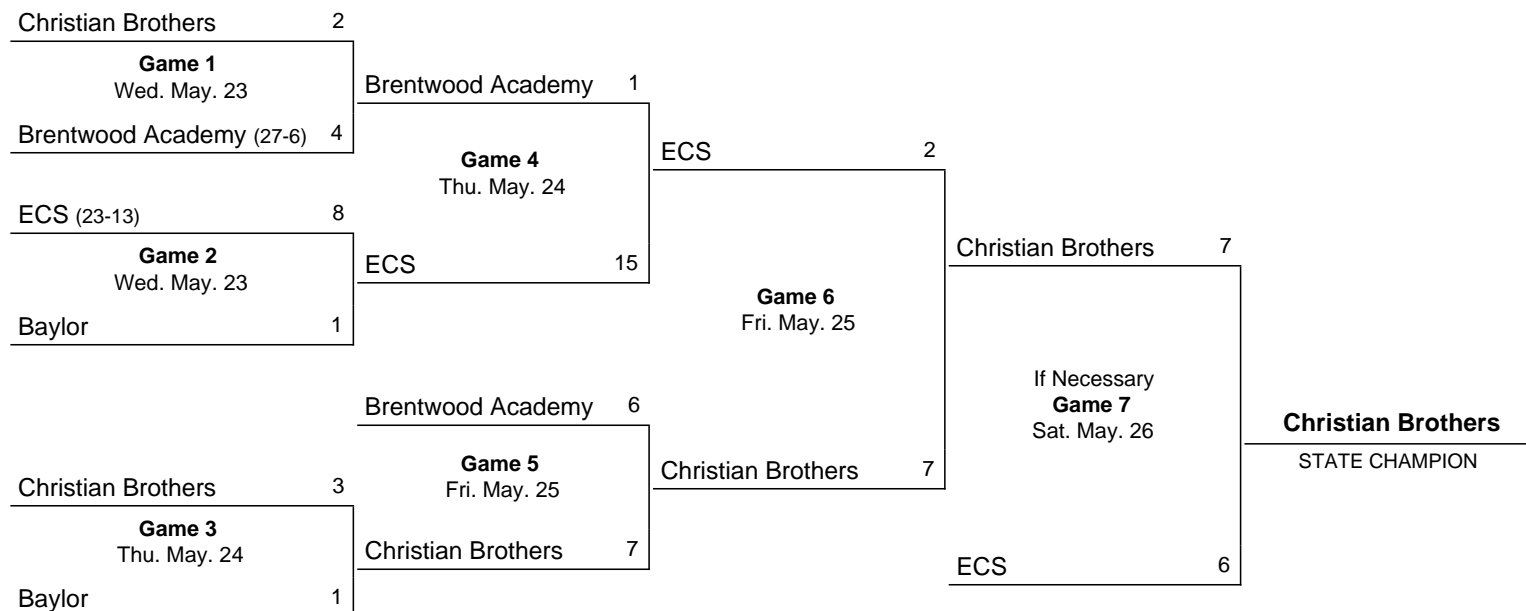 Christian Brothers 2
Game 1
Wed. May. 23
Brentwood Academy (27-6) 4
ECS (23-13) 8
Game 2
Wed. May. 23
Baylor 1
Christian Brothers 3
Game 3
Thu. May. 24
Baylor 1
Brentwood Academy 1
Game 4
Thu. May. 24
ECS 15
Brentwood Academy 6
Game 5
Fri. May. 25
Christian Brothers 7
ECS 2
Game 6
Fri. May. 25
Christian Brothers 7
Christian Brothers 7
If Necessary
Game 7
Sat. May. 26
ECS 6
Christian Brothers
STATE CHAMPION